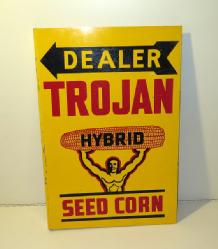 DEALER
TROJAN
HYBRID
SEED CORN